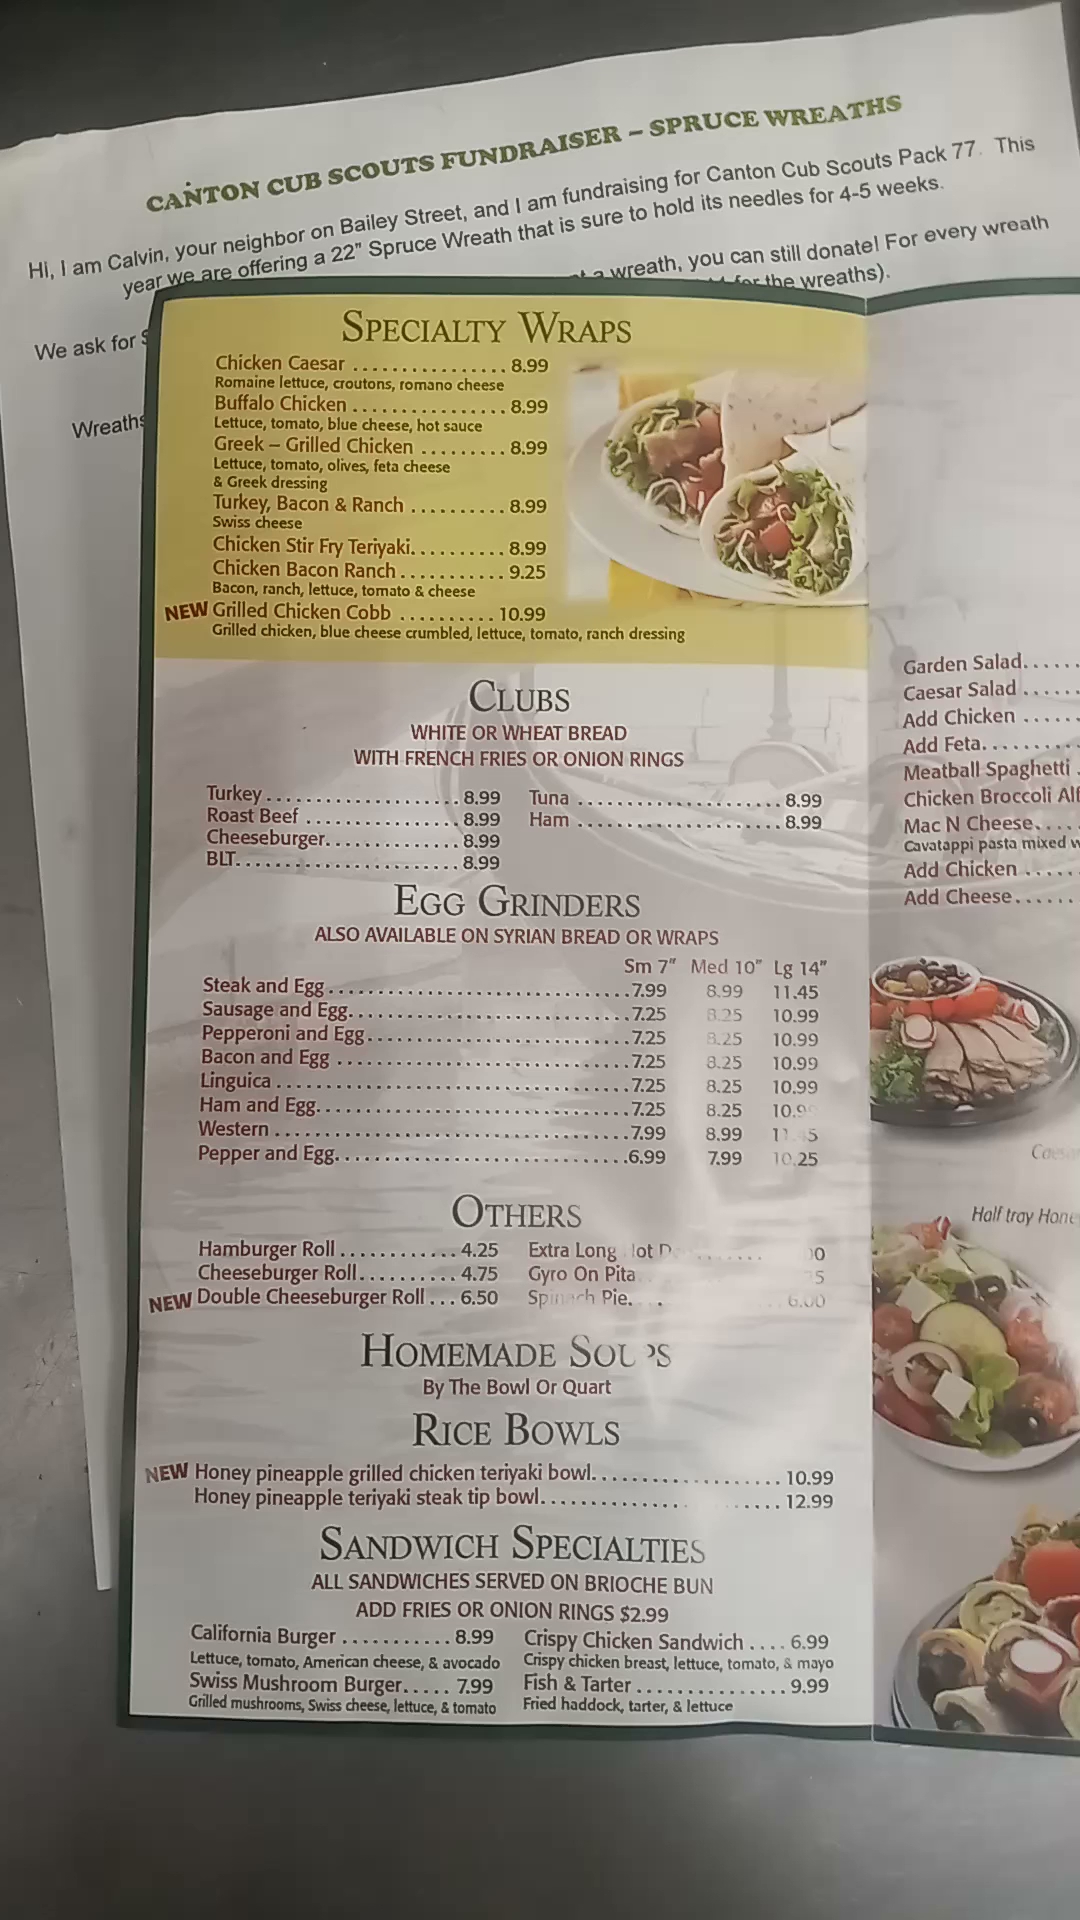 CANTON CUB SCOUTS FUNDRAISER – SPRUCE WREATHS
Hi, I am Calvin, your neighbor on Bailey Street, and I am fundraising for Canton Cub Scouts Pack 77. This
year we are offering a 22" Spruce Wreath that is sure to hold its needles for 4-5 weeks.
a wreath, you can still donate! For every wreath
for the wreaths).
We ask for
Wreaths
SPECIALTY WRAPS
Chicken Caesar ................ 8.99
Romaine lettuce, croutons, romano cheese
Buffalo Chicken ................ 8.99
Lettuce, tomato, blue cheese, hot sauce
Greek – Grilled Chicken ......... 8.99
Lettuce, tomato, olives, feta cheese
& Greek dressing
Turkey, Bacon & Ranch .......... 8.99
Swiss cheese
Chicken Stir Fry Teriyaki.......... 8.99
Chicken Bacon Ranch ........... 9.25
Bacon, ranch, lettuce, tomato & cheese
NEW Grilled Chicken Cobb .......... 10.99
Grilled chicken, blue cheese crumbled, lettuce, tomato, ranch dressing
CLUBS
WHITE OR WHEAT BREAD
WITH FRENCH FRIES OR ONION RINGS
Turkey .................... 8.99 Tuna ...................... 8.99
Roast Beef ................ 8.99 Ham ...................... 8.99
Cheeseburger.............. 8.99
BLT....................... 8.99
EGG GRINDERS
ALSO AVAILABLE ON SYRIAN BREAD OR WRAPS
Sm 7" Med 10" Lg 14"
Steak and Egg ................................7.99 8.99 11.45
Sausage and Egg..............................7.25 8.25 10.99
Pepperoni and Egg............................7.25 8.25 10.99
Bacon and Egg ...............................7.25 8.25 10.99
Linguica .....................................7.25 8.25 10.99
Ham and Egg.................................7.25 8.25
Western .....................................7.99 8.99
Pepper and Egg...............................6.99 7.99 10.25
OTHERS
Hamburger Roll ............ 4.25 Extra Long
Cheeseburger Roll.......... 4.75 Gyro On Pita
NEW Double Cheeseburger Roll ... 6.50 Spinach Pie. 6.00
HOMEMADE SOUPS
By The Bowl Or Quart
RICE BOWLS
NEW Honey pineapple grilled chicken teriyaki bowl................... 10.99
Honey pineapple teriyaki steak tip bowl........................ 12.99
SANDWICH SPECIALTIES
ALL SANDWICHES SERVED ON BRIOCHE BUN
ADD FRIES OR ONION RINGS $2.99
California Burger ........... 8.99 Crispy Chicken Sandwich .... 6.99
Lettuce, tomato, American cheese, & avocado Crispy chicken breast, lettuce, tomato, & mayo
Swiss Mushroom Burger..... 7.99 Fish & Tarter ............... 9.99
Grilled mushrooms, Swiss cheese, lettuce, & tomato Fried haddock, tarter, & lettuce
Garden Salad......
Caesar Salad ......
Add Chicken ......
Add Feta..........
Meatball Spaghetti .
Chicken Broccoli
Mac N Cheese.....
Cavatappi pasta mixed
Add Chicken ......
Add Cheese.......
Half tray